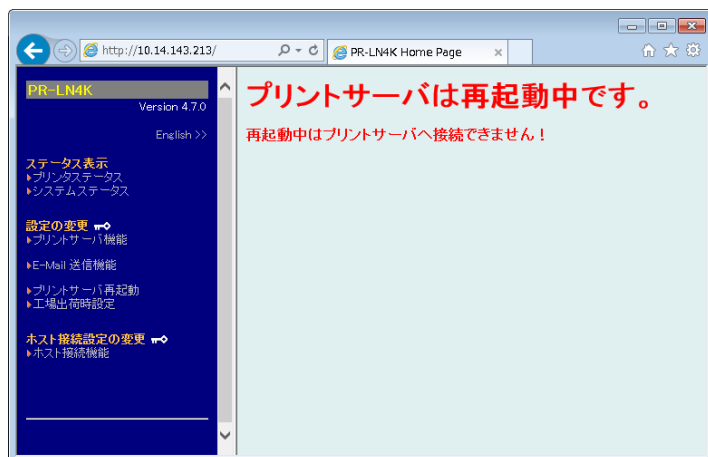 http://10.14.143.213/
PR-LN4K Home Page
PR-LN4K
Version 4.7.0
English >>
ステータス表示
プリンタステータス
システムステータス
設定の変更
プリントサーバ機能
E-Mail 送信機能
プリントサーバ再起動
工場出荷時設定
ホスト接続設定の変更
ホスト接続機能
プリントサーバは再起動中です。
再起動中はプリントサーバへ接続できません！